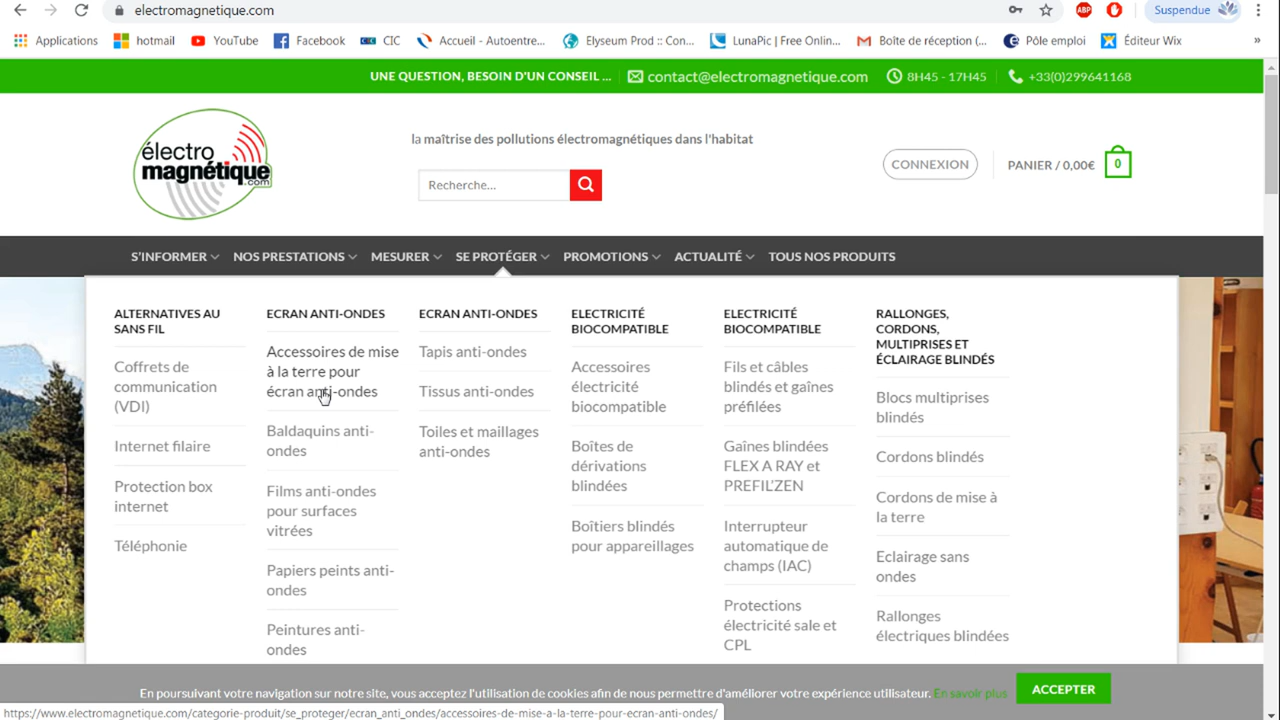 electromagnetique.com
ABP
Suspendue
Applications
hotmail
YouTube
Facebook
CIC
Accueil - Autoentre...
Elyseum Prod :: Con...
LunaPic | Free Onlin...
Boîte de réception (...
Pôle emploi
Éditeur Wix
»
UNE QUESTION, BESOIN D'UN CONSEIL ...
contact@electromagnetique.com
8H45 - 17H45
+33(0)299641168
électro
magnétique
.com
la maîtrise des pollutions électromagnétiques dans l'habitat
Recherche...
CONNEXION
PANIER / 0,00€
0
S'INFORMER
NOS PRESTATIONS
MESURER
SE PROTÉGER
PROMOTIONS
ACTUALITÉ
TOUS NOS PRODUITS
ALTERNATIVES AU
SANS FIL
Coffrets de
communication
(VDI)
Internet filaire
Protection box
internet
Téléphonie
ECRAN ANTI-ONDES
Accessoires de mise
à la terre pour
écran anti-ondes
Baldaquins anti-
ondes
Films anti-ondes
pour surfaces
vitrées
Papiers peints anti-
ondes
Peintures anti-
ondes
ECRAN ANTI-ONDES
Tapis anti-ondes
Tissus anti-ondes
Toiles et maillages
anti-ondes
ELECTRICITÉ
BIOCOMPATIBLE
Accessoires
électricité
biocompatible
Boîtes de
dérivations
blindées
Boîtiers blindés
pour appareillages
ELECTRICITÉ
BIOCOMPATIBLE
Fils et câbles
blindés et gaînes
préfilées
Gaînes blindées
FLEX A RAY et
PREFIL'ZEN
Interrupteur
automatique de
champs (IAC)
Protections
électricité sale et
CPL
RALLONGES,
CORDONS,
MULTIPRISES ET
ÉCLAIRAGE BLINDÉS
Blocs multiprises
blindés
Cordons blindés
Cordons de mise à
la terre
Eclairage sans
ondes
Rallonges
électriques blindées
En poursuivant votre navigation sur notre site, vous acceptez l'utilisation de cookies afin de nous permettre d'améliorer votre expérience utilisateur. En savoir plus
ACCEPTER
https://www.electromagnetique.com/categorie-produit/se_proteger/ecran_anti_ondes/accessoires-de-mise-a-la-terre-pour-ecran-anti-ondes/